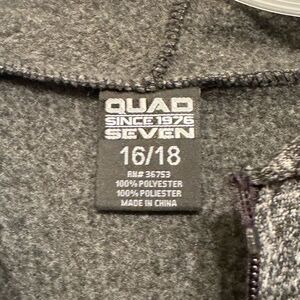 QUAD
SINCE 1976
SEVEN
16/18
RN# 36753
100% POLYESTER
100% POLIESTER
MADE IN CHINA